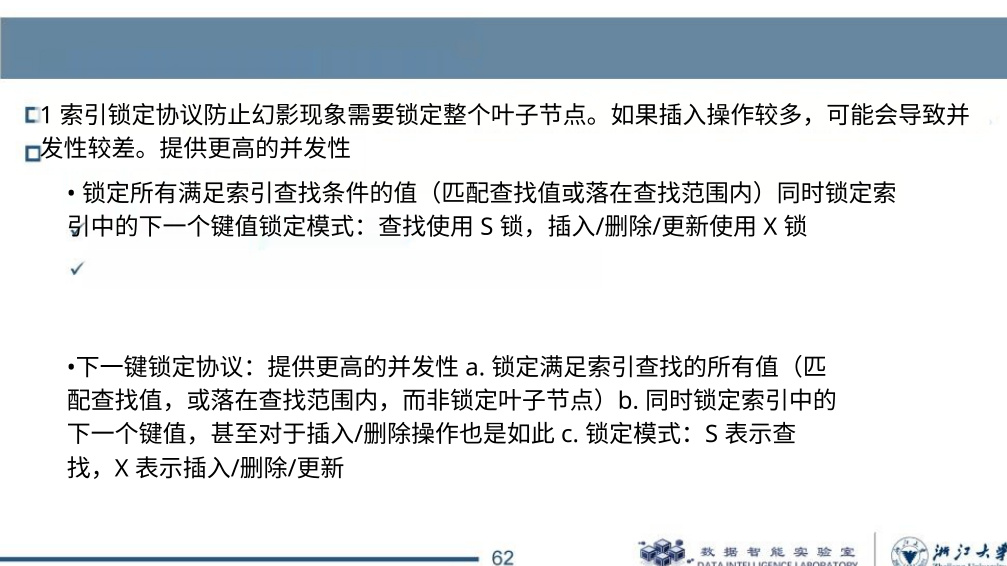 1 索引锁定协议防止幻影现象需要锁定整个叶子节点。如果插入操作较多，可能会导致并
发性较差。提供更高的并发性
• 锁定所有满足索引查找条件的值（匹配查找值或落在查找范围内）同时锁定索
引中的下一个键值锁定模式：查找使用 S 锁，插入/删除/更新使用 X 锁
•下一键锁定协议：提供更高的并发性 a. 锁定满足索引查找的所有值（匹
配查找值，或落在查找范围内，而非锁定叶子节点）b. 同时锁定索引中的
下一个键值，甚至对于插入/删除操作也是如此 c. 锁定模式：S 表示查
找，X 表示插入/删除/更新
62
数据智能实验室
DATA INTELLIGENCE LABORATORY
浙江大学